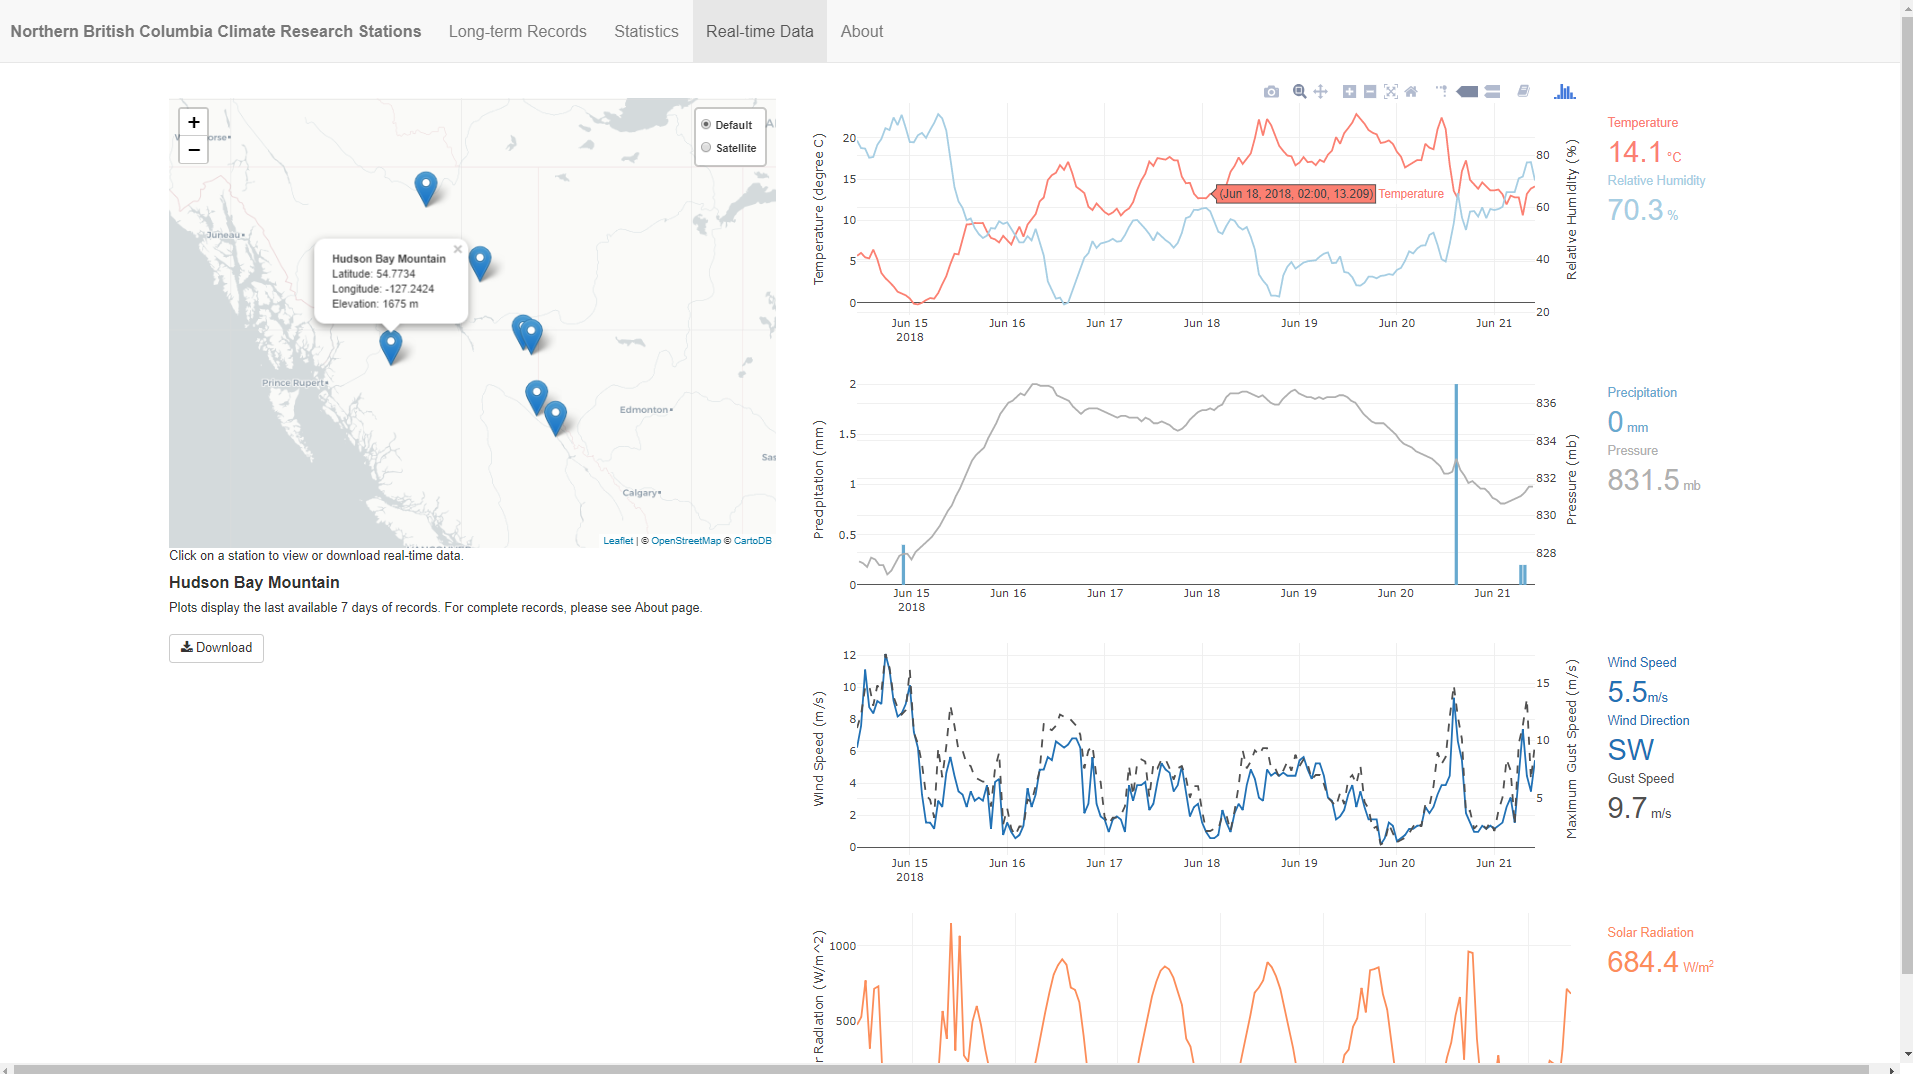 Northern British Columbia Climate Research Stations Long-term Records Statistics Real-time Data About
+
−
Default
Satellite
Juneau
Hudson Bay Mountain ×
Latitude: 54.7734
Longitude: -127.2424
Elevation: 1675 m
Prince Rupert
Edmonton
Calgary
Leaflet | © OpenStreetMap © CartoDB
Click on a station to view or download real-time data.
Hudson Bay Mountain
Plots display the last available 7 days of records. For complete records, please see About page.
Download
Temperature (degree C)
20
15
10
5
0
(Jun 18, 2018, 02:00, 13.209) Temperature
80
60
40
20
Relative Humidity (%)
Jun 15 Jun 16 Jun 17 Jun 18 Jun 19 Jun 20 Jun 21
2018
Temperature
14.1 °C
Relative Humidity
70.3 %
Precipitation (mm)
2
1.5
1
0.5
0
836
834
832
830
828
Pressure (mb)
Jun 15 Jun 16 Jun 17 Jun 18 Jun 19 Jun 20 Jun 21
2018
Precipitation
0 mm
Pressure
831.5 mb
Wind Speed (m/s)
12
10
8
6
4
2
0
15
10
5
Maximum Gust Speed (m/s)
Jun 15 Jun 16 Jun 17 Jun 18 Jun 19 Jun 20 Jun 21
2018
Wind Speed
5.5 m/s
Wind Direction
SW
Gust Speed
9.7 m/s
r Radiation (W/m^2)
1000
500
Solar Radiation
684.4 W/m²